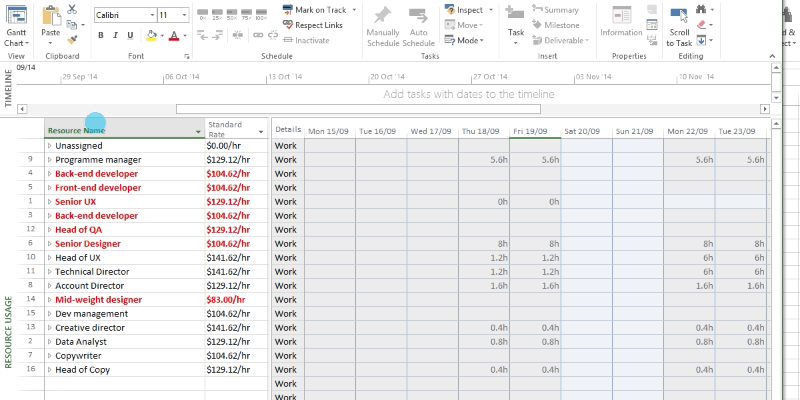 Gantt Chart
View
Paste
Clipboard
Calibri 11
B I U A
Font
0% 25% 50% 75% 100%
Mark on Track
Respect Links
Inactivate
Schedule
Manually Schedule
Auto Schedule
Inspect
Move
Mode
Tasks
Task
Summary
Milestone
Deliverable
Insert
Information
Properties
Scroll to Task
Editing
TIMELINE
09/14
29 Sep '14 06 Oct '14 13 Oct '14 20 Oct '14 27 Oct '14 03 Nov '14 10 Nov '14
Add tasks with dates to the timeline
RESOURCE USAGE
Resource Name Standard Rate Details Mon 15/09 Tue 16/09 Wed 17/09 Thu 18/09 Fri 19/09 Sat 20/09 Sun 21/09 Mon 22/09 Tue 23/09
Unassigned $0.00/hr Work
9 Programme manager $129.12/hr Work 5.6h 5.6h 5.6h 5.6h
4 Back-end developer $104.62/hr Work
5 Front-end developer $104.62/hr Work
1 Senior UX $129.12/hr Work 0h 0h
3 Back-end developer $104.62/hr Work
12 Head of QA $129.12/hr Work
6 Senior Designer $104.62/hr Work 8h 8h 8h 8h
10 Head of UX $141.62/hr Work 1.2h 1.2h 6h 6h
11 Technical Director $141.62/hr Work 1.2h 1.2h 6h 6h
8 Account Director $129.12/hr Work 1.6h 1.6h 1.6h 1.6h
14 Mid-weight designer $83.00/hr Work
15 Dev management $104.62/hr Work
13 Creative director $141.62/hr Work 0.4h 0.4h 0.4h 0.4h
2 Data Analyst $129.12/hr Work 0.8h 0.8h 0.8h 0.8h
7 Copywriter $104.62/hr Work
16 Head of Copy $129.12/hr Work 0.4h 0.4h 0.4h 0.4h
Work
Work